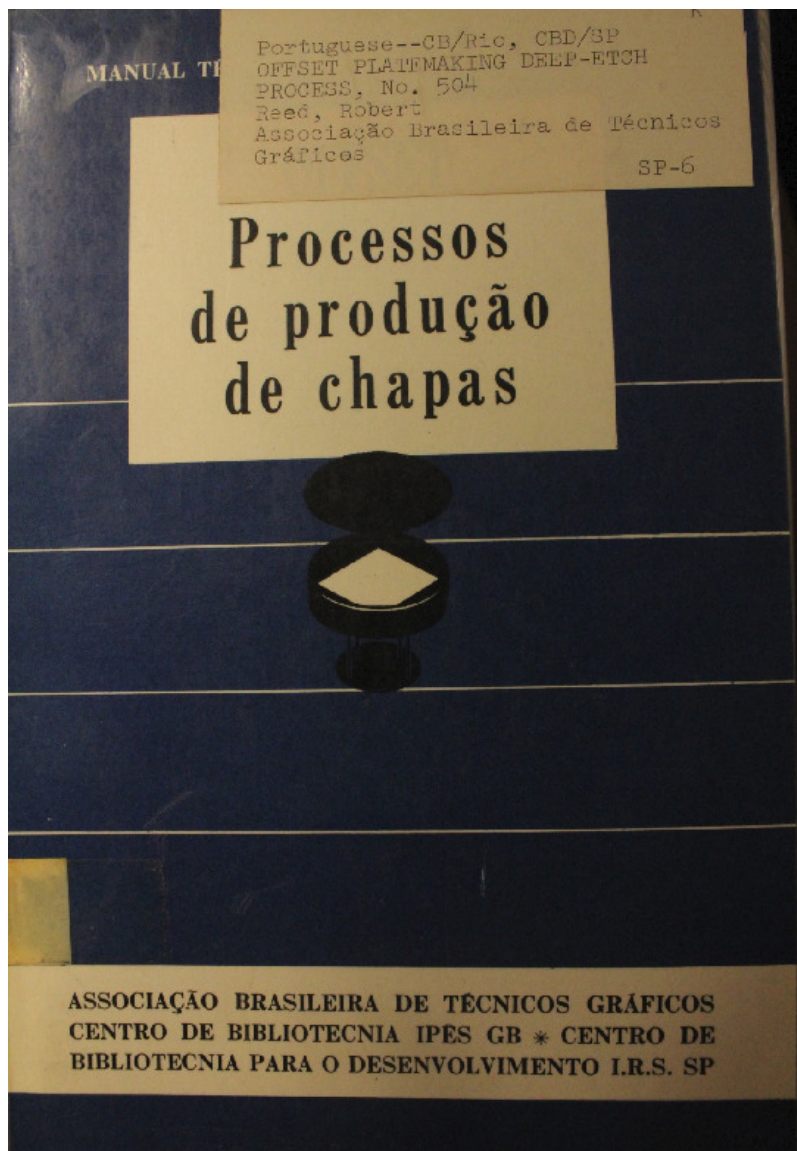 MANUAL
Portuguese--CB/Rio, CBD/SP
OFFSET PLATEMAKING DEEP-ETCH
PROCESS, No. 504
Reed, Robert
Associação Brasileira de Técnicos
Gráficos
SP-6
Processos
de produção
de chapas
ASSOCIAÇÃO BRASILEIRA DE TÉCNICOS GRÁFICOS
CENTRO DE BIBLIOTECNIA IPÊS GB * CENTRO DE
BIBLIOTECNIA PARA O DESENVOLVIMENTO I.R.S. SP